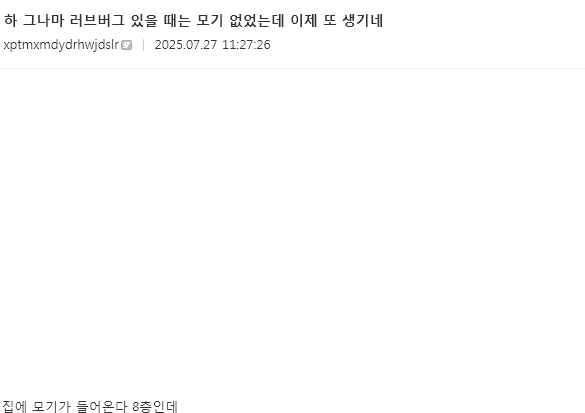 하 그나마 러브버그 있을 때는 모기 없었는데 이제 또 생기네
xptmxmdydrhwjdslr 2025.07.27 11:27:26
집에 모기가 들어온다 8층인데